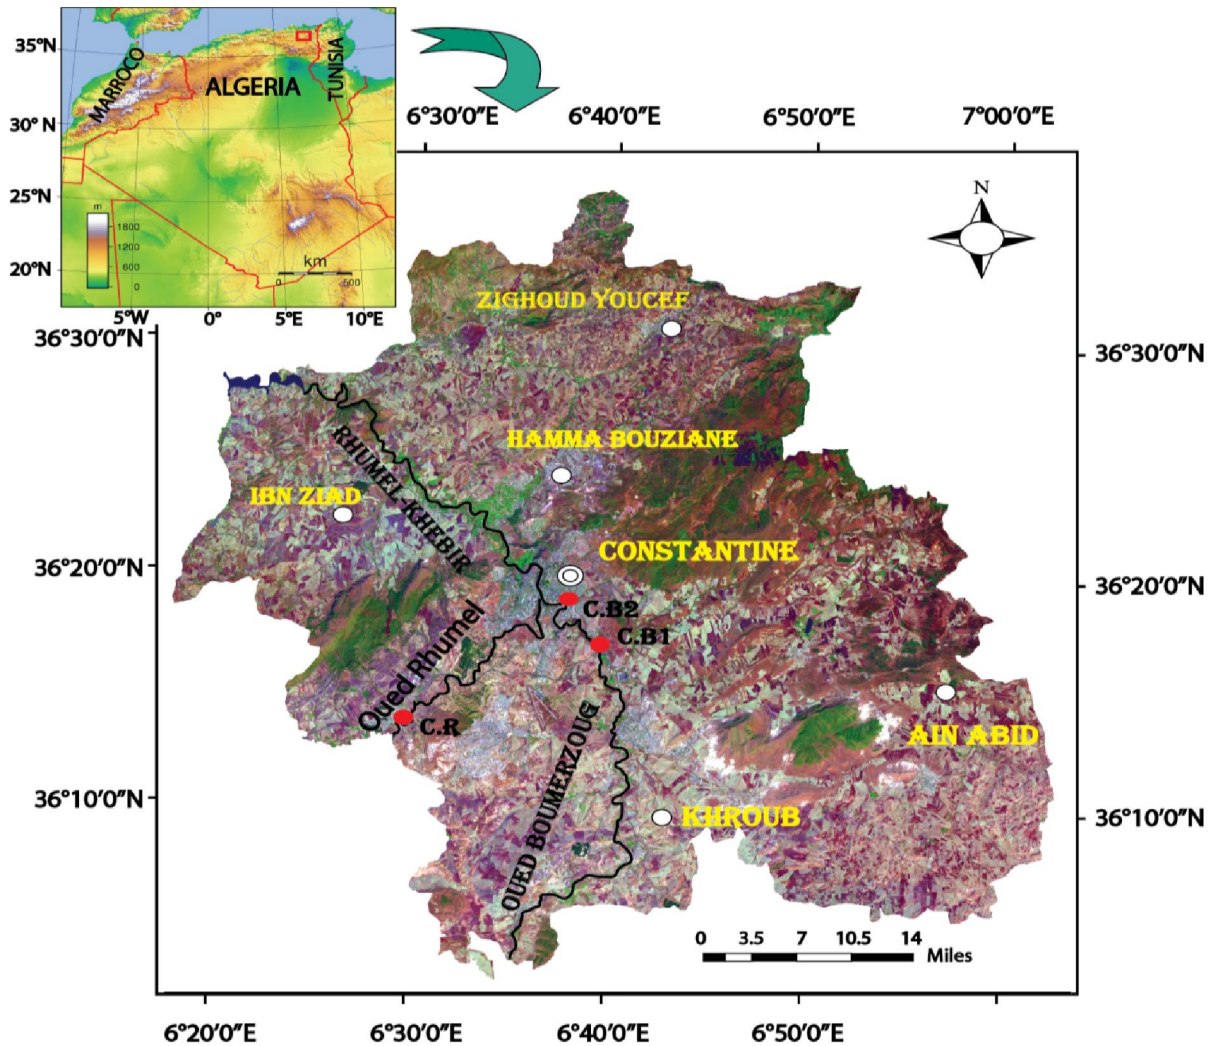 35°N
30° N
25°N
20°N
MARROCO
ALGERIA
TUNISIA
m
1800
1200
600
0
km
0 500
5°W 0° 5°E 10°E
6°30'0"E 6°40'0"E 6°50'0"E 7°00'0"E
N
ZIGHOUD YOUCEF
36°30'0"N
36°30'0"N
HAMMA BOUZIANE
RHUMEL-KHEBIR
IBN ZIAD
CONSTANTINE
36°20'0"N
36°20'0"N
C.B2
C.B1
Oued Rhumel
C.R
OUED BOUMERZOUG
AIN ABID
36°10'0"N
KHROUB
36°10'0"N
0 3.5 7 10.5 14
Miles
6°20'0"E 6°30'0"E 6°40'0"E 6°50'0"E